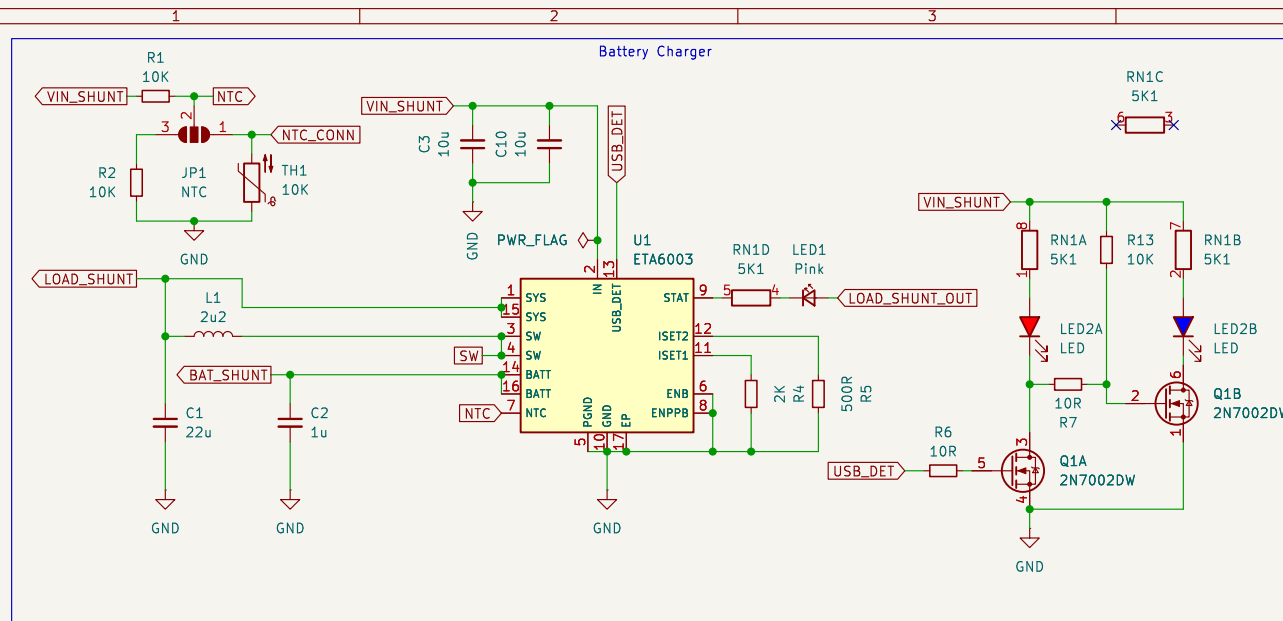 1
2
3
Battery Charger
R1
10K
VIN_SHUNT
NTC
2
3
1
NTC_CONN
R2
10K
JP1
NTC
TH1
10K
θ
GND
VIN_SHUNT
C3
10u
C10
10u
GND
USB_DET
PWR_FLAG
U1
ETA6003
2
13
IN
USB_DET
1
SYS
15
SYS
3
SW
4
SW
14
BATT
16
BATT
7
NTC
STAT
9
ISET2
12
ISET1
11
ENB
6
ENPPB
8
PGND
GND
EP
5
10
17
GND
LOAD_SHUNT
L1
2u2
SW
BAT_SHUNT
NTC
C1
22u
C2
1u
GND
GND
RN1D
5K1
5
4
LED1
Pink
LOAD_SHUNT_OUT
2K
R4
500R
R5
RN1C
5K1
6
3
VIN_SHUNT
8
RN1A
5K1
1
R13
10K
7
RN1B
5K1
2
LED2A
LED
LED2B
LED
10R
R7
6
2
1
Q1B
2N7002DW
R6
10R
USB_DET
5
3
4
Q1A
2N7002DW
GND